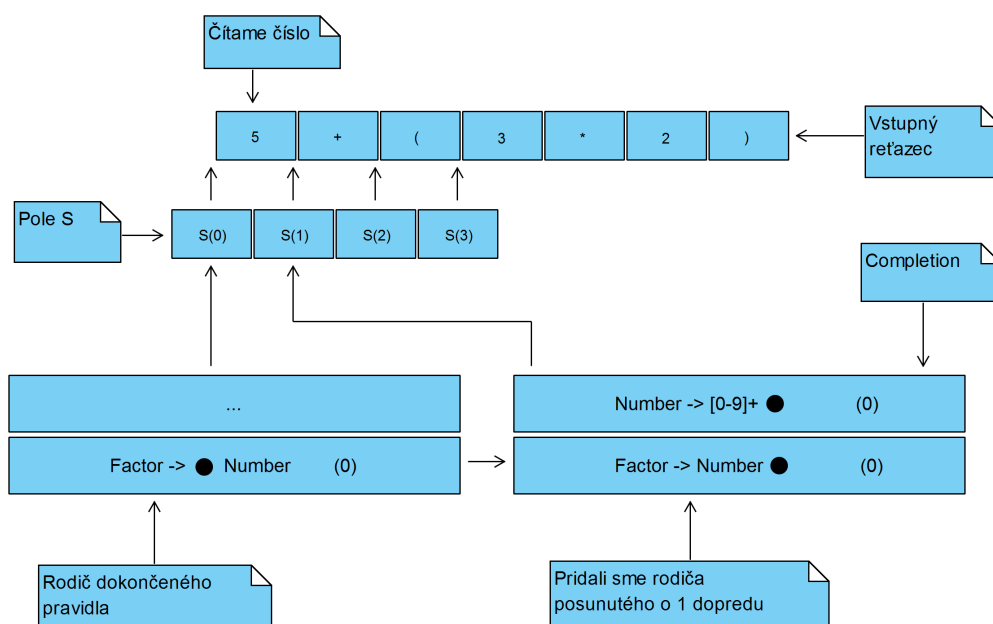 Čítame číslo
5 + ( 3 * 2 )
Vstupný
reťazec
Pole S
S(0) S(1) S(2) S(3)
Completion
...
Number -> [0-9]+ ● (0)
Factor -> ● Number (0)
Factor -> Number ● (0)
Rodič dokončeného
pravidla
Pridali sme rodiča
posunutého o 1 dopredu